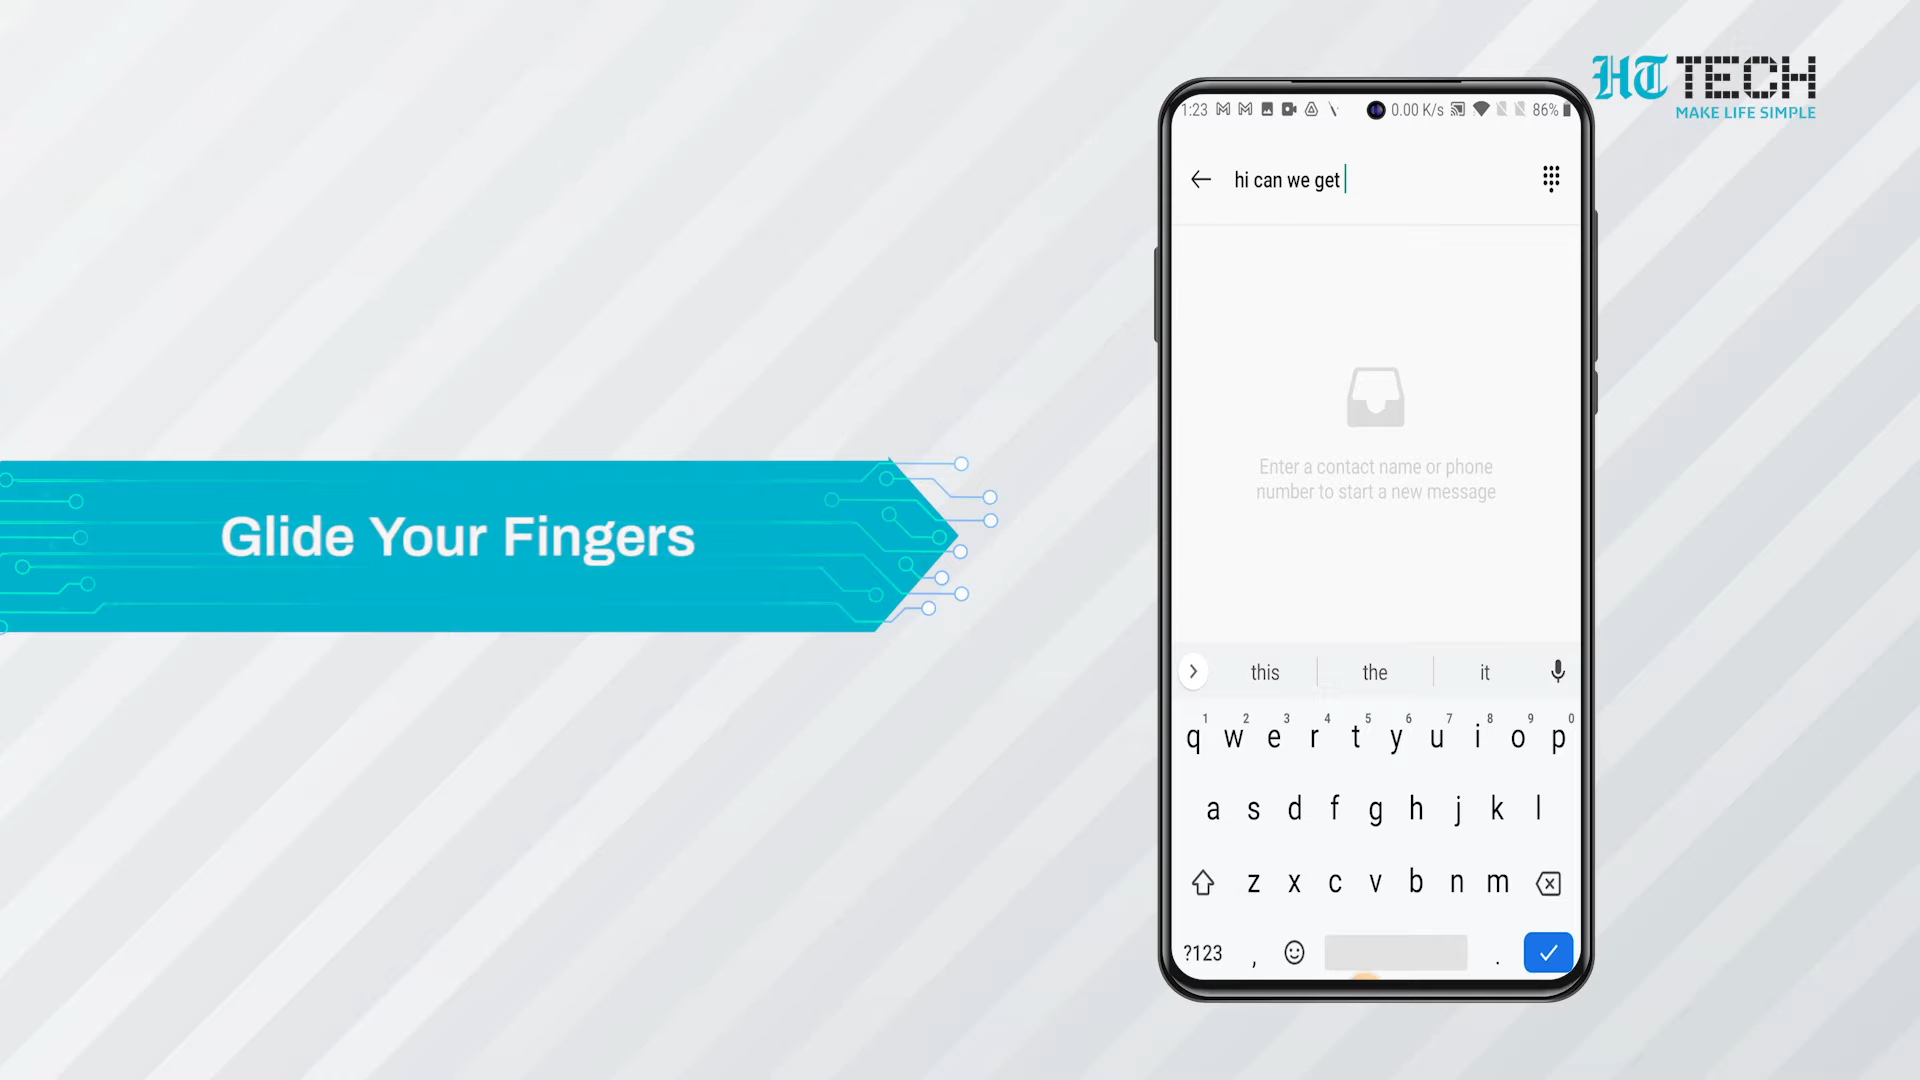 HT TECH
MAKE LIFE SIMPLE
1:23 0.00 K/s 86%
hi can we get
Enter a contact name or phone
number to start a new message
Glide Your Fingers
this the it
1 2 3 4 5 6 7 8 9 0
q w e r t y u i o p
a s d f g h j k l
z x c v b n m
?123 , .